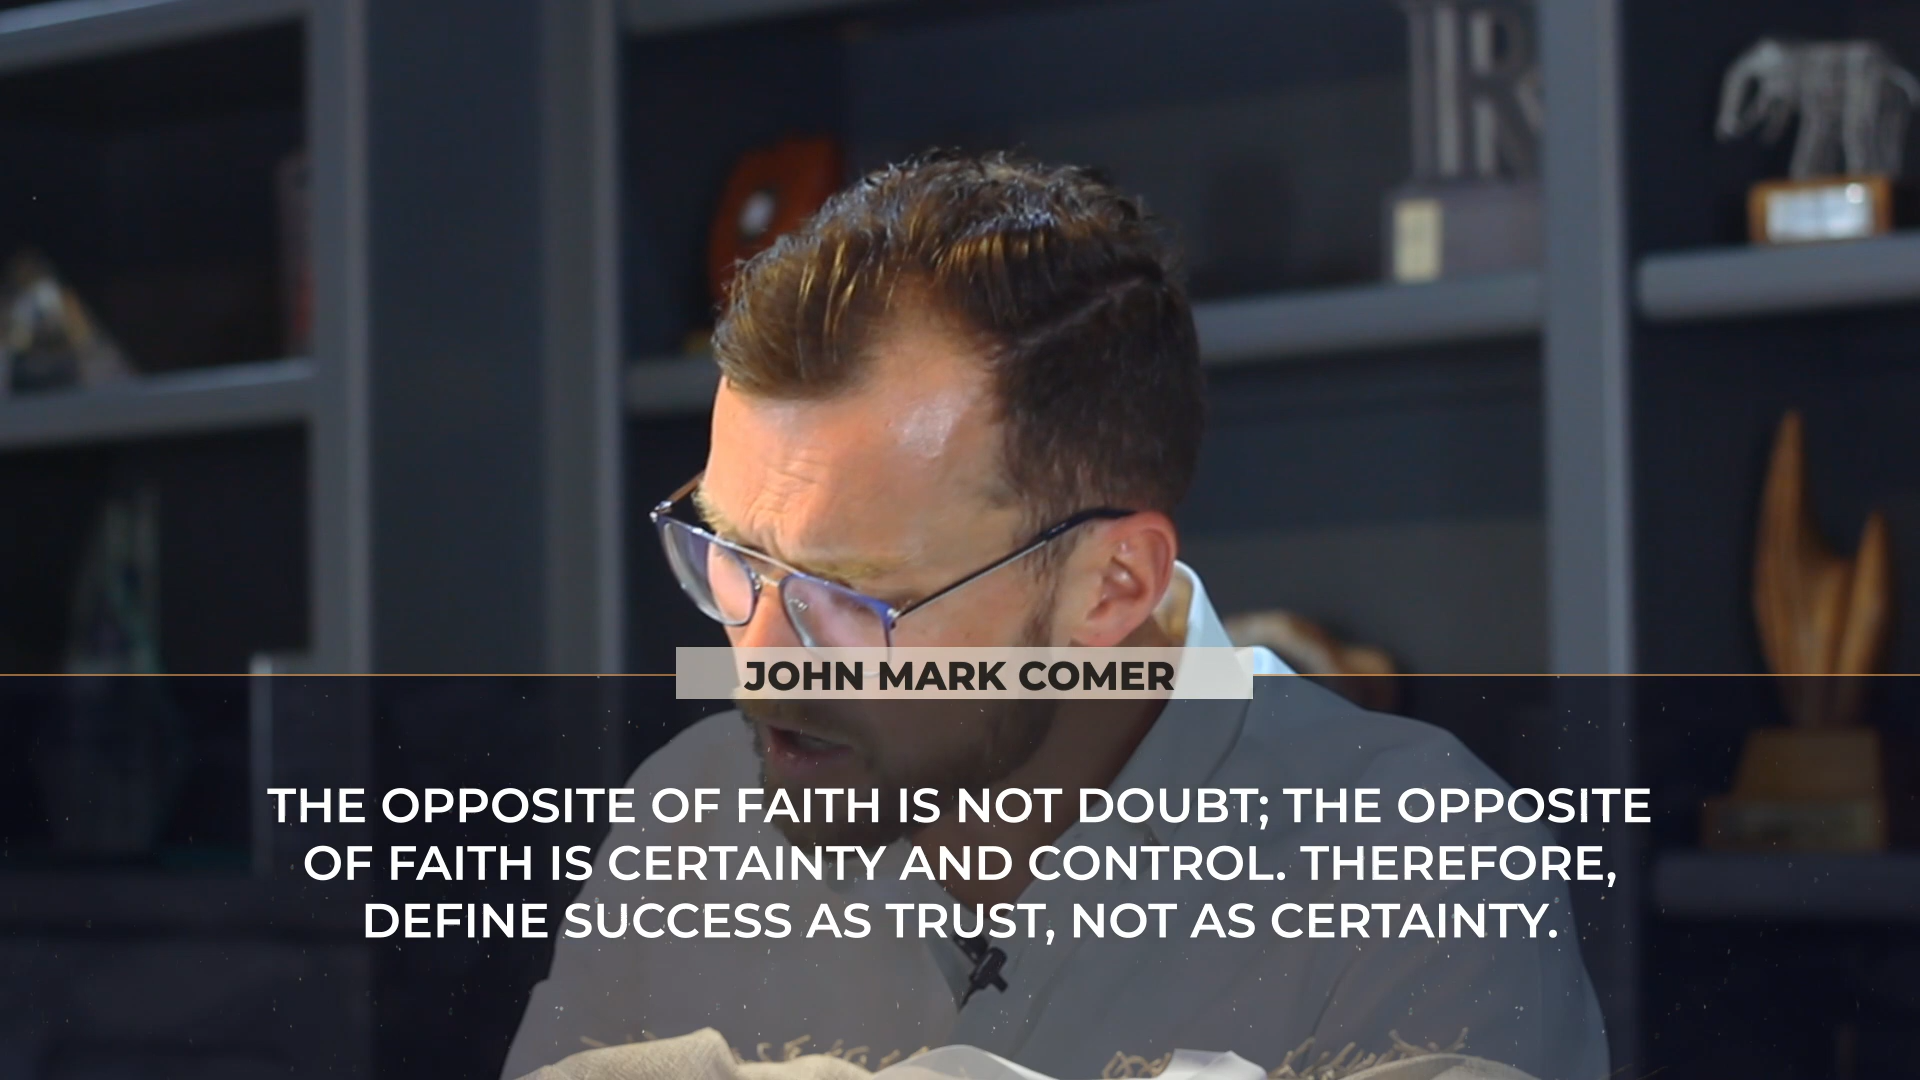 R
JOHN MARK COMER
THE OPPOSITE OF FAITH IS NOT DOUBT; THE OPPOSITE
OF FAITH IS CERTAINTY AND CONTROL. THEREFORE,
DEFINE SUCCESS AS TRUST, NOT AS CERTAINTY.